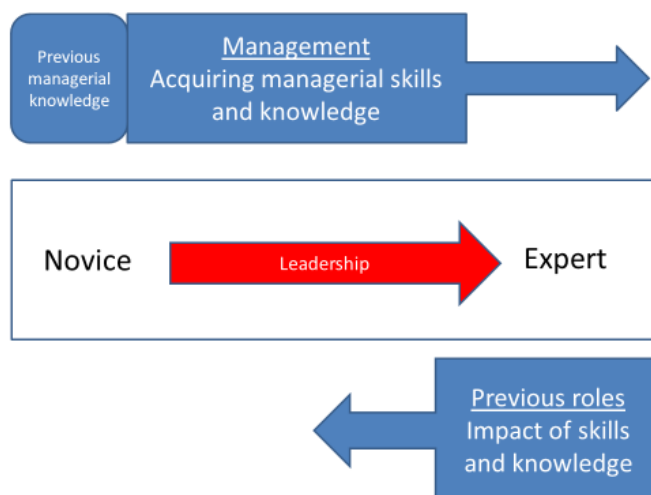 Previous
managerial
knowledge
Management
Acquiring managerial skills
and knowledge
Novice
Leadership
Expert
Previous roles
Impact of skills
and knowledge